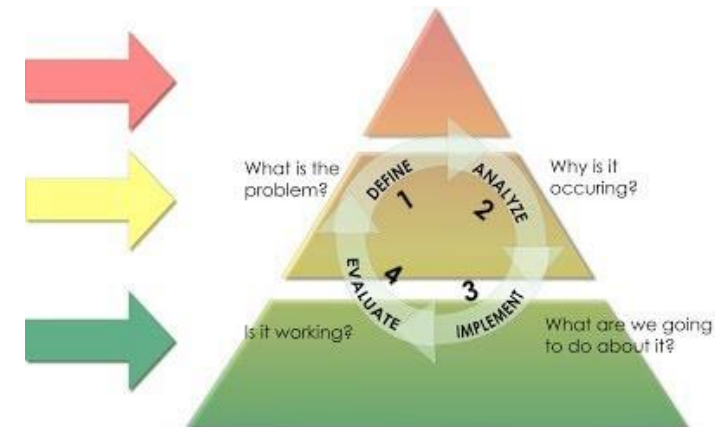 What is the
problem?
DEFINE
1
ANALYZE
2
Why is it
occuring?
EVALUATE
4
IMPLEMENT
3
Is it working?
What are we going
to do about it?